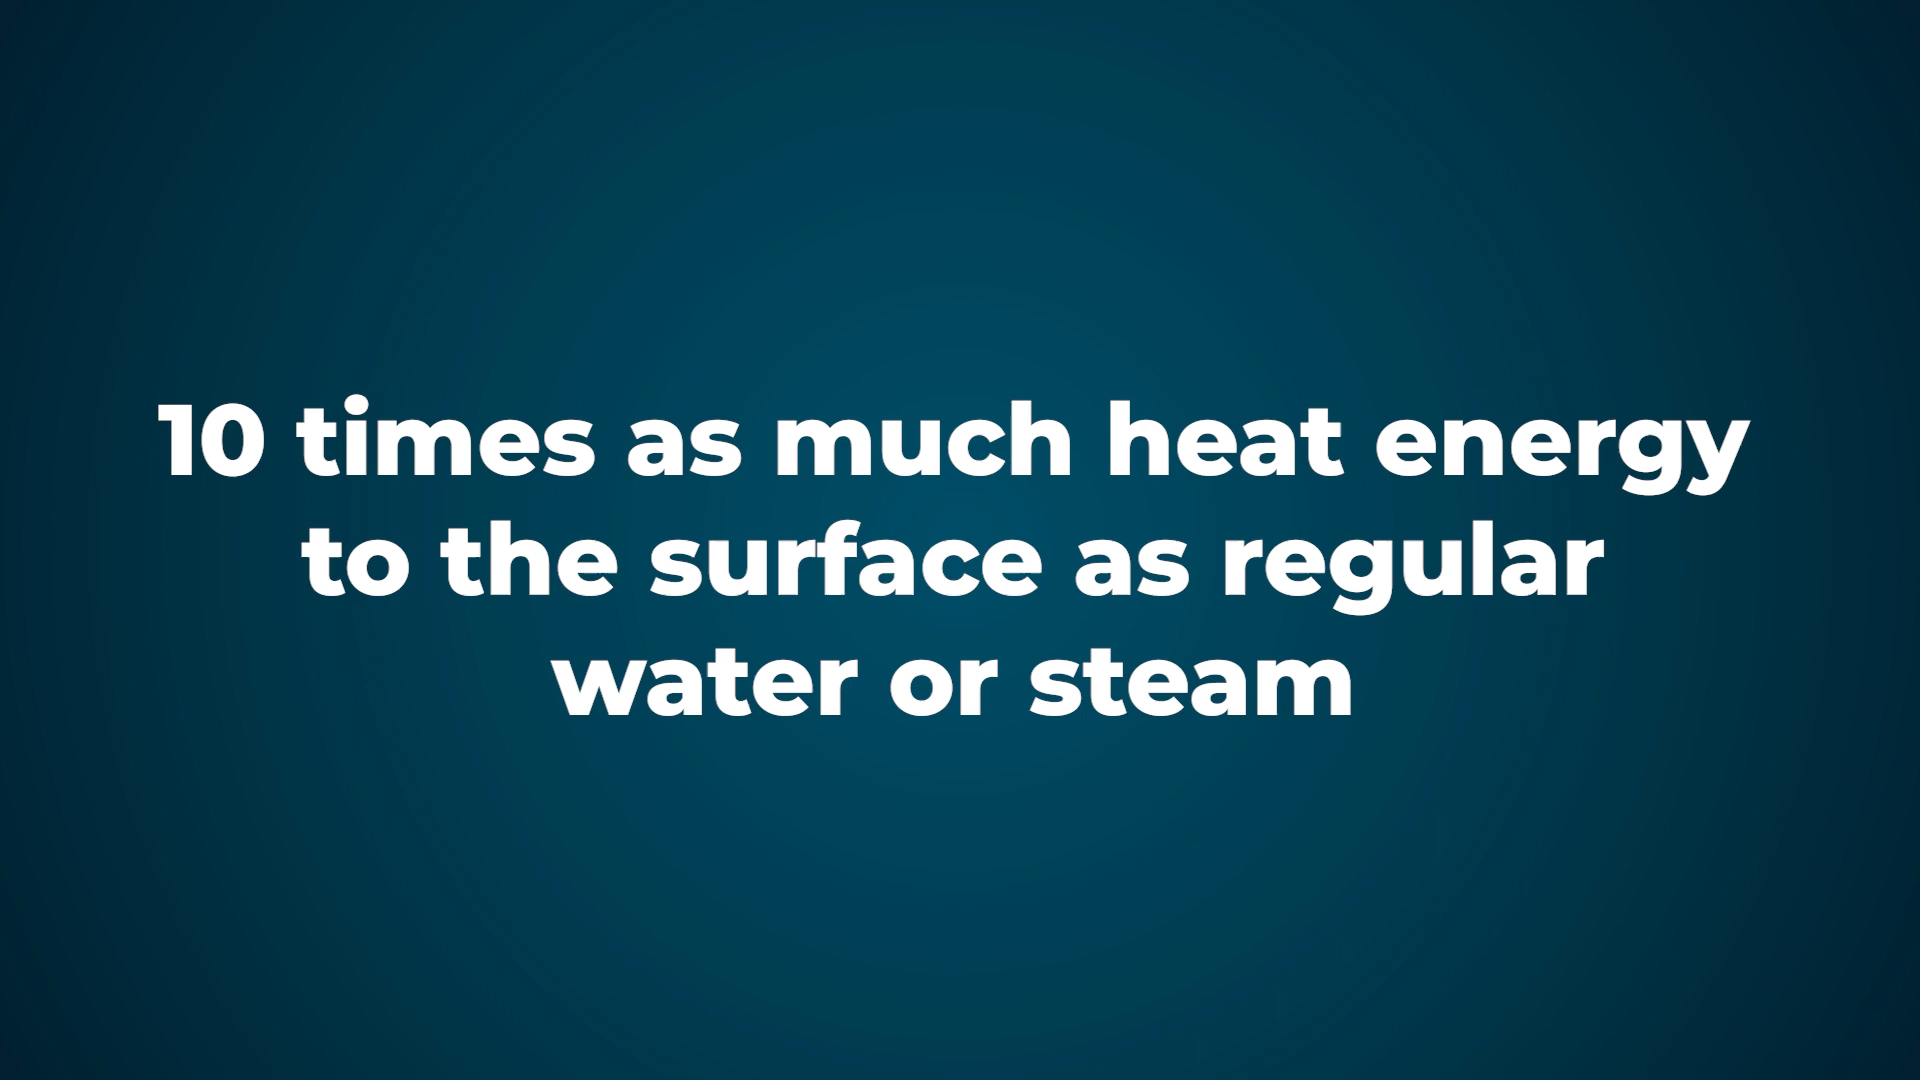 10 times as much heat energy
to the surface as regular
water or steam